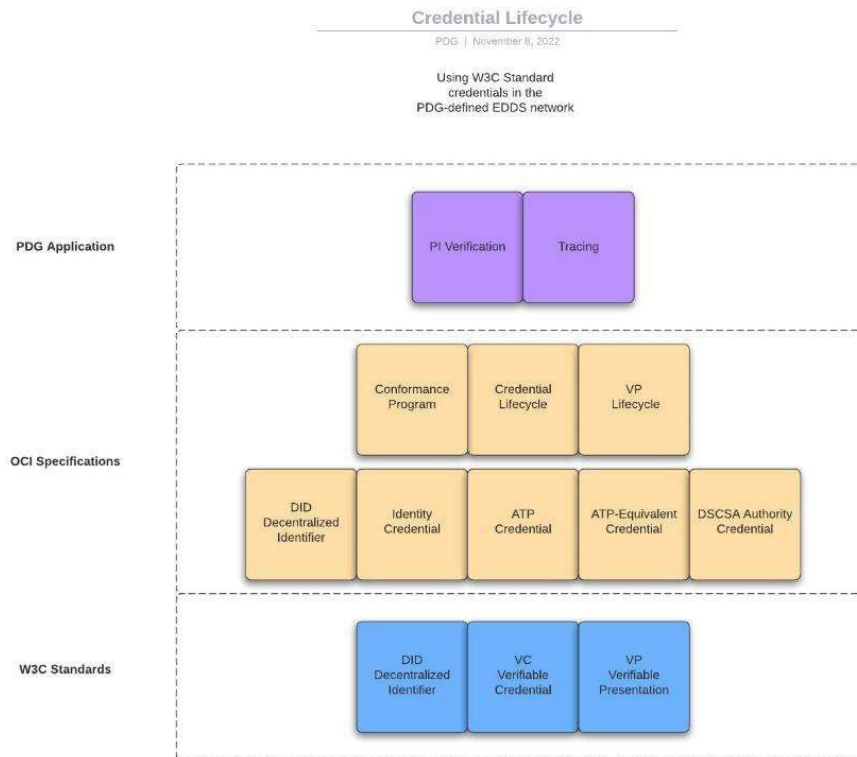 Credential Lifecycle
PDG | November 8, 2022
Using W3C Standard
credentials in the
PDG-defined EDDS network
PDG Application
PI Verification
Tracing
OCI Specifications
Conformance
Program
Credential
Lifecycle
VP
Lifecycle
DID
Decentralized
Identifier
Identity
Credential
ATP
Credential
ATP-Equivalent
Credential
DSCSA Authority
Credential
W3C Standards
DID
Decentralized
Identifier
VC
Verifiable
Credential
VP
Verifiable
Presentation